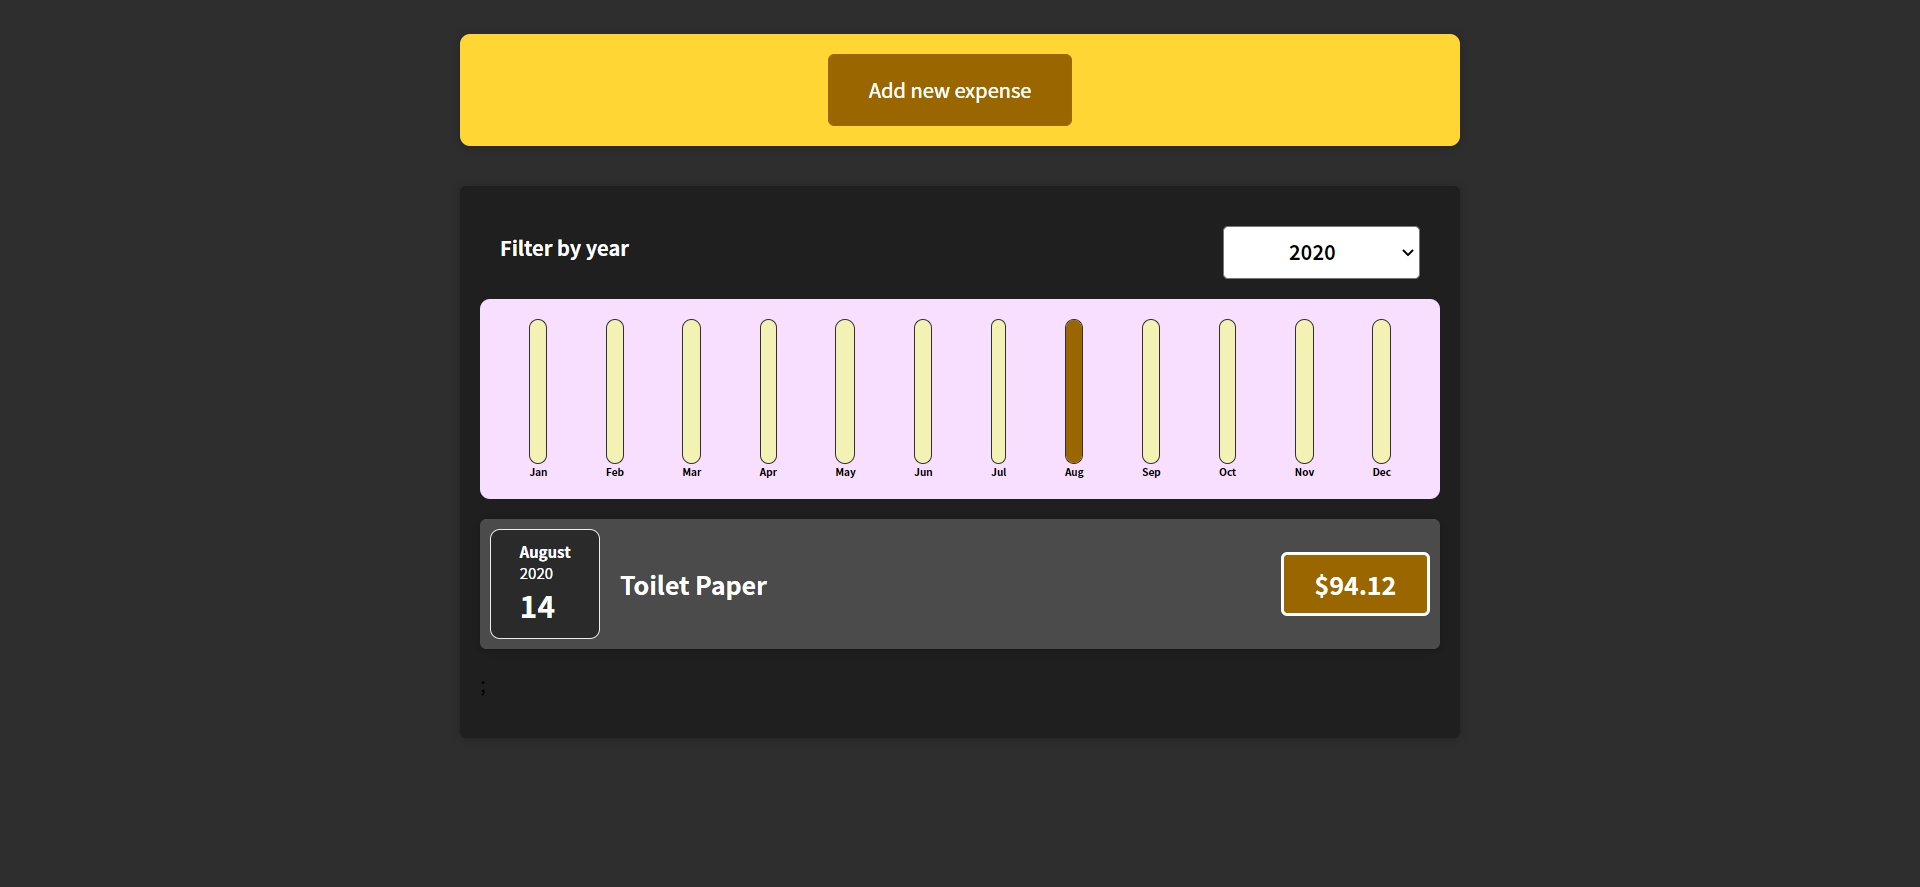 Add new expense
Filter by year
2020
Jan Feb Mar Apr May Jun Jul Aug Sep Oct Nov Dec
August
2020
14
Toilet Paper
$94.12
;